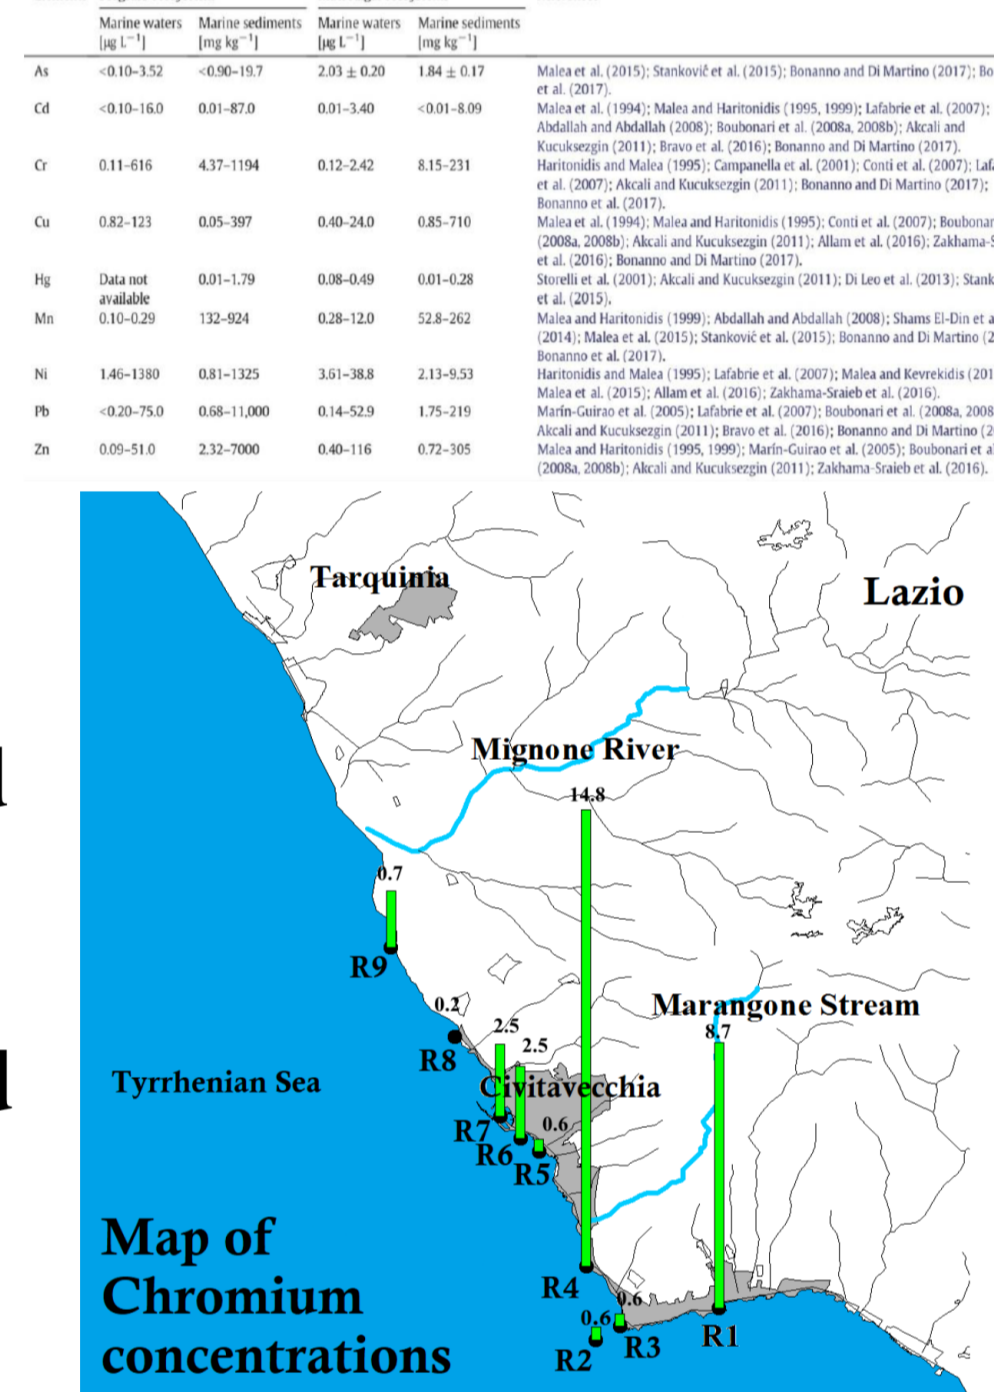 Marine waters Marine sediments Marine waters Marine sediments
[µg L⁻¹] [mg kg⁻¹] [µg L⁻¹] [mg kg⁻¹]
As <0.10–3.52 <0.90–19.7 2.03 ± 0.20 1.84 ± 0.17 Malea et al. (2015); Stanković et al. (2015); Bonanno and Di Martino (2017); Bo
et al. (2017).
Cd <0.10–16.0 0.01–87.0 0.01–3.40 <0.01–8.09 Malea et al. (1994); Malea and Haritonidis (1995, 1999); Lafabrie et al. (2007);
Abdallah and Abdallah (2008); Boubonari et al. (2008a, 2008b); Akcali and
Kucuksezgin (2011); Bravo et al. (2016); Bonanno and Di Martino (2017).
Cr 0.11–616 4.37–1194 0.12–2.42 8.15–231 Haritonidis and Malea (1995); Campanella et al. (2001); Conti et al. (2007); Laf
et al. (2007); Akcali and Kucuksezgin (2011); Bonanno and Di Martino (2017);
Bonanno et al. (2017).
Cu 0.82–123 0.05–397 0.40–24.0 0.85–710 Malea et al. (1994); Malea and Haritonidis (1995); Conti et al. (2007); Boubonar
(2008a, 2008b); Akcali and Kucuksezgin (2011); Allam et al. (2016); Zakhama-S
et al. (2016); Bonanno and Di Martino (2017).
Hg Data not 0.01–1.79 0.08–0.49 0.01–0.28 Storelli et al. (2001); Akcali and Kucuksezgin (2011); Di Leo et al. (2013); Stank
available et al. (2015).
Mn 0.10–0.29 132–924 0.28–12.0 52.8–262 Malea and Haritonidis (1999); Abdallah and Abdallah (2008); Shams El-Din et a
(2014); Malea et al. (2015); Stanković et al. (2015); Bonanno and Di Martino (2
Bonanno et al. (2017).
Ni 1.46–1380 0.81–1325 3.61–38.8 2.13–9.53 Haritonidis and Malea (1995); Lafabrie et al. (2007); Malea and Kevrekidis (201
Malea et al. (2015); Allam et al. (2016); Zakhama-Sraieb et al. (2016).
Pb <0.20–75.0 0.68–11,000 0.14–52.9 1.75–219 Marín-Guirao et al. (2005); Lafabrie et al. (2007); Boubonari et al. (2008a, 2008
Akcali and Kucuksezgin (2011); Bravo et al. (2016); Bonanno and Di Martino (2
Zn 0.09–51.0 2.32–7000 0.40–116 0.72–305 Malea and Haritonidis (1995, 1999); Marín-Guirao et al. (2005); Boubonari et a
(2008a, 2008b); Akcali and Kucuksezgin (2011); Zakhama-Sraieb et al. (2016).
Tarquinia
Lazio
Mignone River
14.8
0.7
R9
0.2
Marangone Stream
8.7
2.5
2.5
R8
Tyrrhenian Sea
Civitavecchia
0.6
R7
R6
R5
Map of
Chromium
concentrations
R4
0.6
0.6
R3
R2
R1